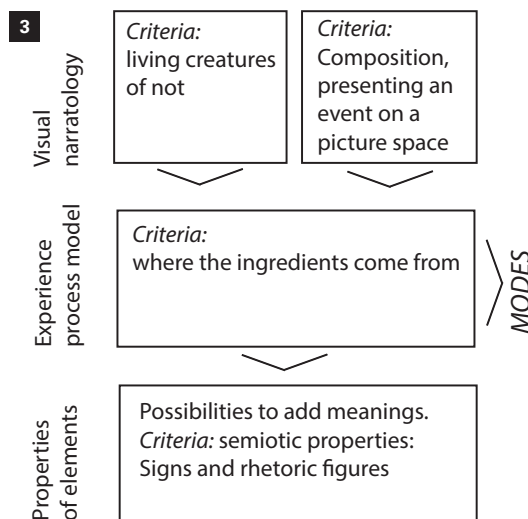 3
Visual
narratology
Criteria:
living creatures
of not
Criteria:
Composition,
presenting an
event on a
picture space
Experience
process model
Criteria:
where the ingredients come from
MODES
Properties
of elements
Possibilities to add meanings.
Criteria: semiotic properties:
Signs and rhetoric figures